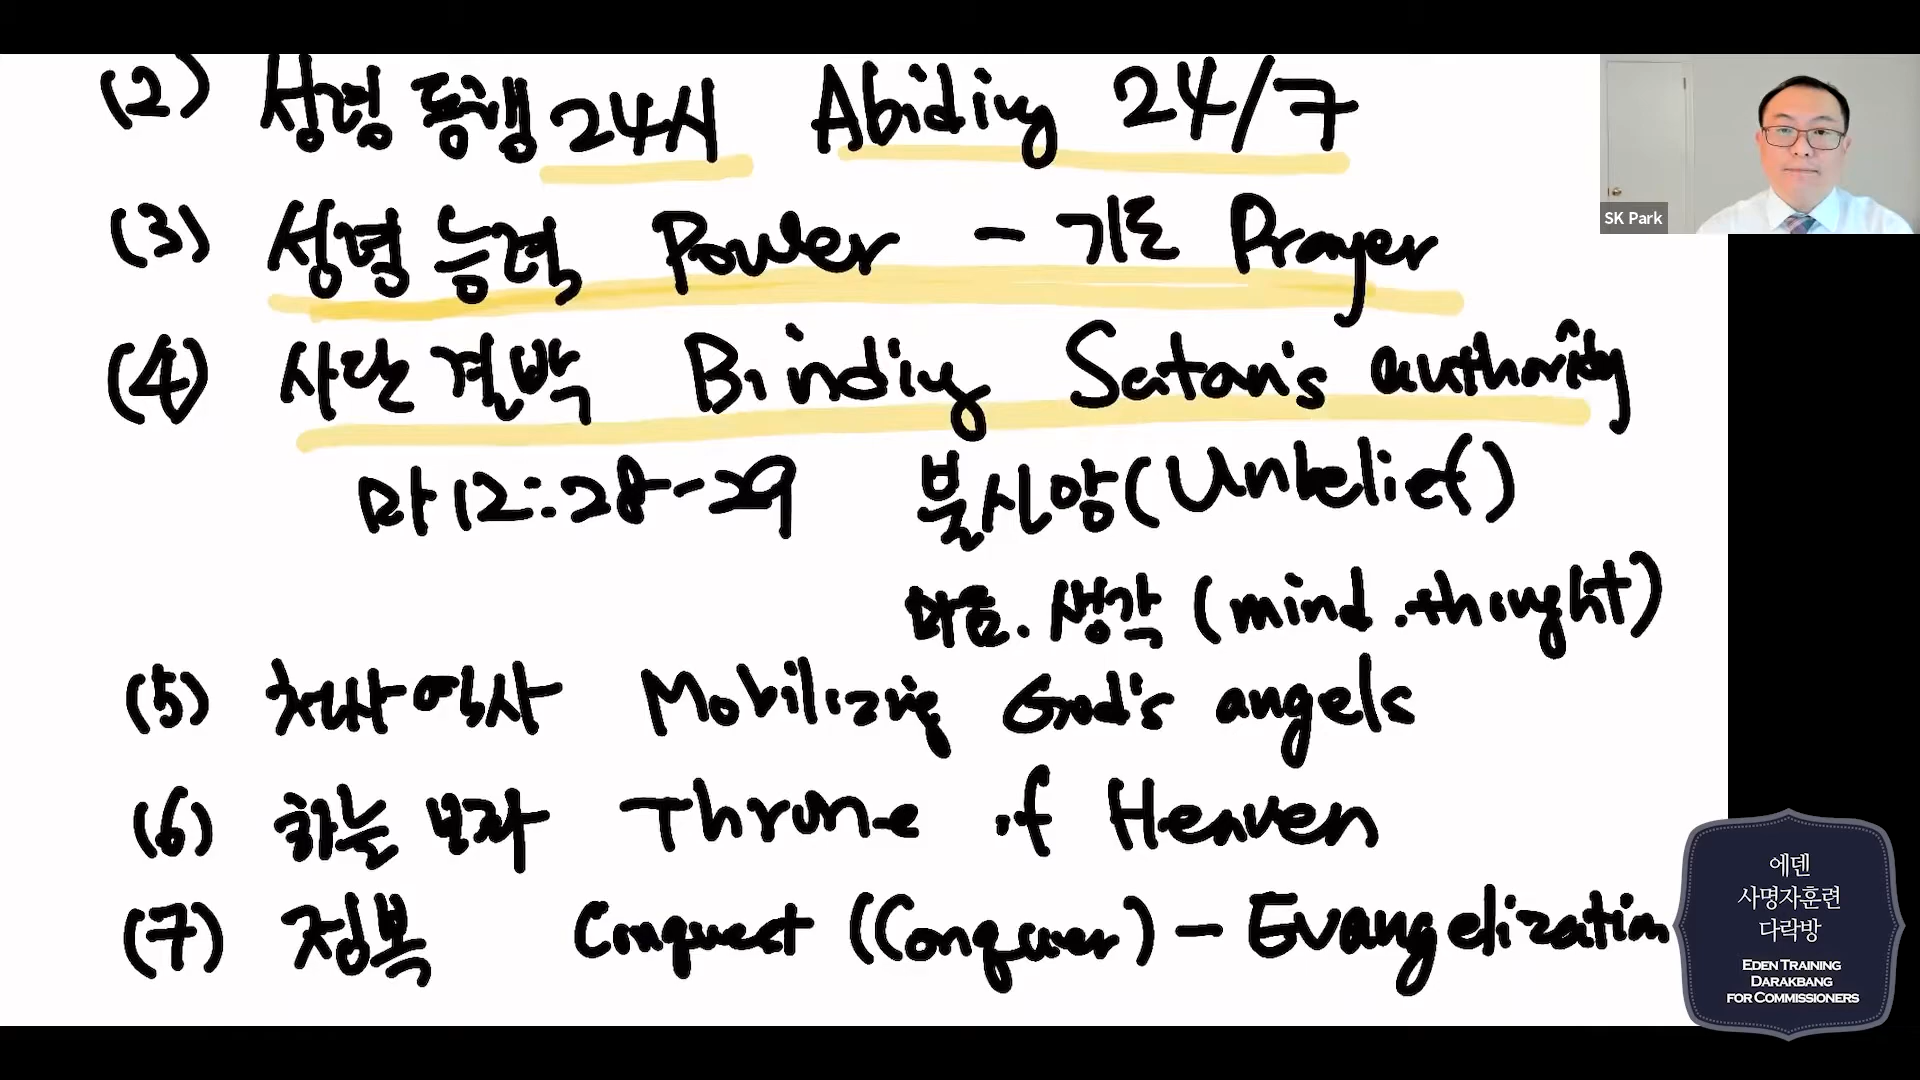 (2) 성령 동행 24시 Abiding 24/7
SK Park
(3) 성령 능력 Power - 기도 Prayer
(4) 사단 결박 Binding Satan's authority
마 12:28-29 불신앙 (Unbelief)
마음. 생각 (mind. thought)
(5) 천사 역사 Mobilizing God's angels
(6) 하늘 보좌 Throne of Heaven
(7) 정복 Conquest (Conquer) - Evangelization
에덴
사명자훈련
다락방
EDEN TRAINING
DARAKBANG
FOR COMMISSIONERS